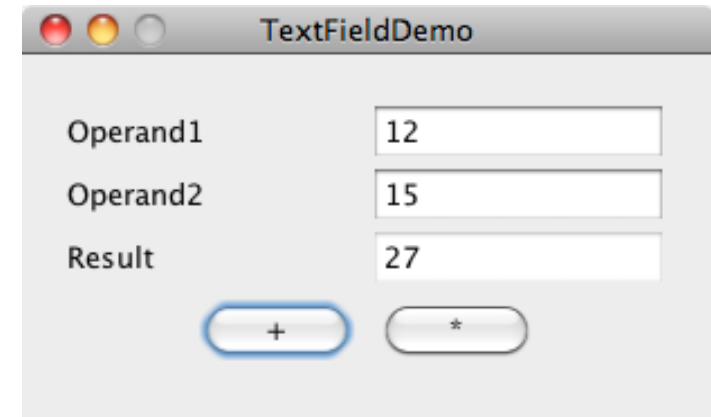 TextFieldDemo
Operand1 12
Operand2 15
Result 27
+ *